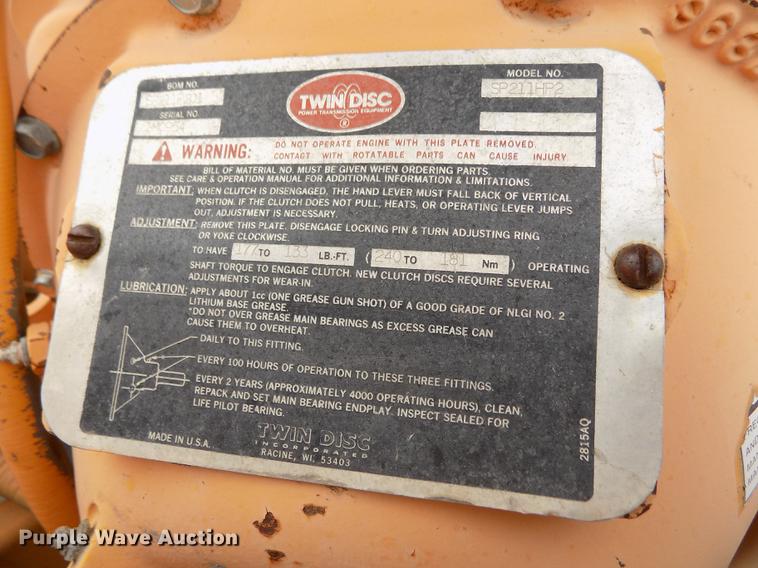 9966
BOM NO.
MODEL NO.
SP211HP2
TWIN DISC
POWER TRANSMISSION EQUIPMENT
SERIAL NO.
WARNING: DO NOT OPERATE ENGINE WITH THIS PLATE REMOVED.
CONTACT WITH ROTATABLE PARTS CAN CAUSE INJURY
BILL OF MATERIAL NO. MUST BE GIVEN WHEN ORDERING PARTS.
SEE CARE & OPERATION MANUAL FOR ADDITIONAL INFORMATION & LIMITATIONS.
IMPORTANT: WHEN CLUTCH IS DISENGAGED, THE HAND LEVER MUST FALL BACK OF VERTICAL
POSITION. IF THE CLUTCH DOES NOT PULL, HEATS, OR OPERATING LEVER JUMPS
OUT, ADJUSTMENT IS NECESSARY.
ADJUSTMENT: REMOVE THIS PLATE, DISENGAGE LOCKING PIN & TURN ADJUSTING RING
OR YOKE CLOCKWISE.
TO HAVE 177 TO 133 LB.-FT. ( 240 TO 181 Nm ) OPERATING
SHAFT TORQUE TO ENGAGE CLUTCH. NEW CLUTCH DISCS REQUIRE SEVERAL
ADJUSTMENTS FOR WEAR-IN.
LUBRICATION: APPLY ABOUT 1cc (ONE GREASE GUN SHOT) OF A GOOD GRADE OF NLGI NO. 2
LITHIUM BASE GREASE.
*DO NOT OVER GREASE MAIN BEARINGS AS EXCESS GREASE CAN
CAUSE THEM TO OVERHEAT.
DAILY TO THIS FITTING.
EVERY 100 HOURS OF OPERATION TO THESE THREE FITTINGS.
EVERY 2 YEARS (APPROXIMATELY 4000 OPERATING HOURS), CLEAN,
REPACK AND SET MAIN BEARING ENDPLAY. INSPECT SEALED FOR
LIFE PILOT BEARING.
TWIN DISC
INCORPORATED
RACINE, WI. 53403
MADE IN U.S.A.
2815AQ
Purple Wave Auction